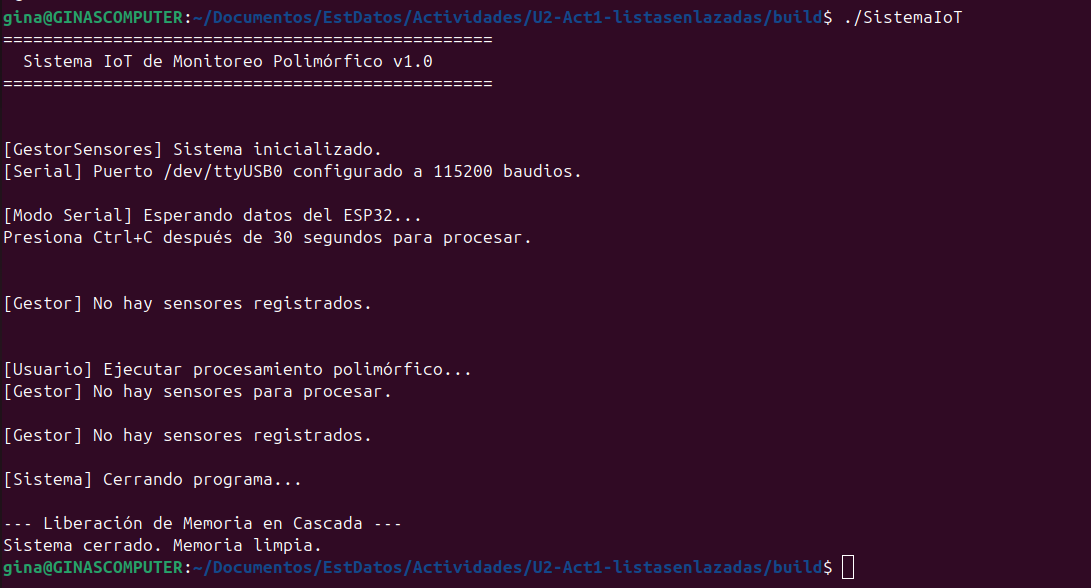 gina@GINASCOMPUTER:~/Documentos/EstDatos/Actividades/U2-Act1-listasenlazadas/build$ ./SistemaIoT
=================================================
  Sistema IoT de Monitoreo Polimórfico v1.0
=================================================
[GestorSensores] Sistema inicializado.
[Serial] Puerto /dev/ttyUSB0 configurado a 115200 baudios.
[Modo Serial] Esperando datos del ESP32...
Presiona Ctrl+C después de 30 segundos para procesar.
[Gestor] No hay sensores registrados.
[Usuario] Ejecutar procesamiento polimórfico...
[Gestor] No hay sensores para procesar.
[Gestor] No hay sensores registrados.
[Sistema] Cerrando programa...
--- Liberación de Memoria en Cascada ---
Sistema cerrado. Memoria limpia.
gina@GINASCOMPUTER:~/Documentos/EstDatos/Actividades/U2-Act1-listasenlazadas/build$